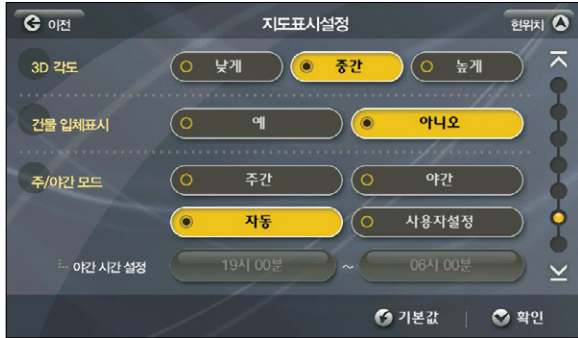 이전 지도표시설정 현위치
3D 각도 낮게 중간 높게
건물 입체표시 예 아니오
주/야간 모드 주간 야간
자동 사용자설정
야간 시간 설정 19시 00분 ~ 06시 00분
기본값 확인